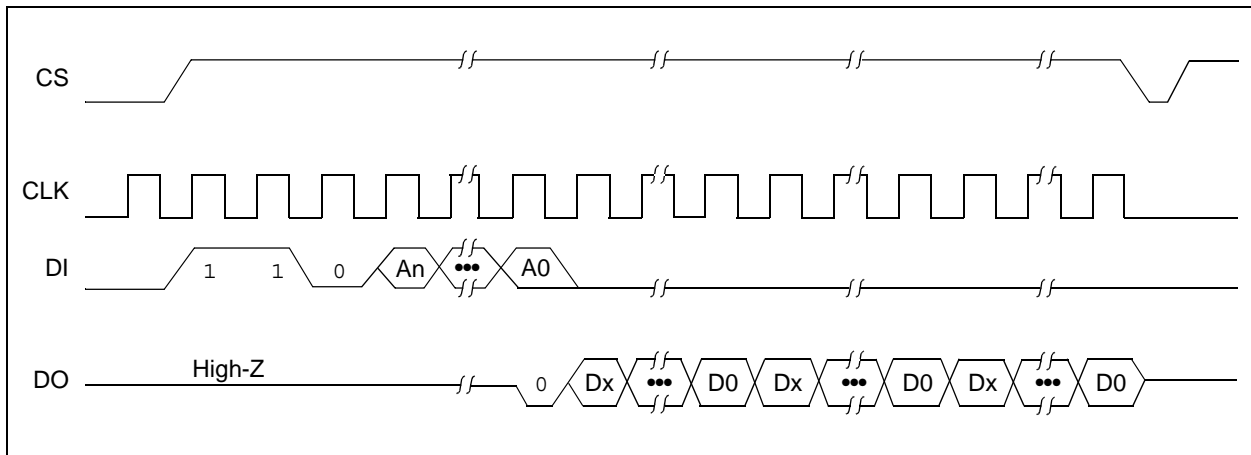 CS
CLK
DI 1 1 0 An ••• A0
High-Z
DO 0 Dx ••• D0 Dx ••• D0 Dx ••• D0